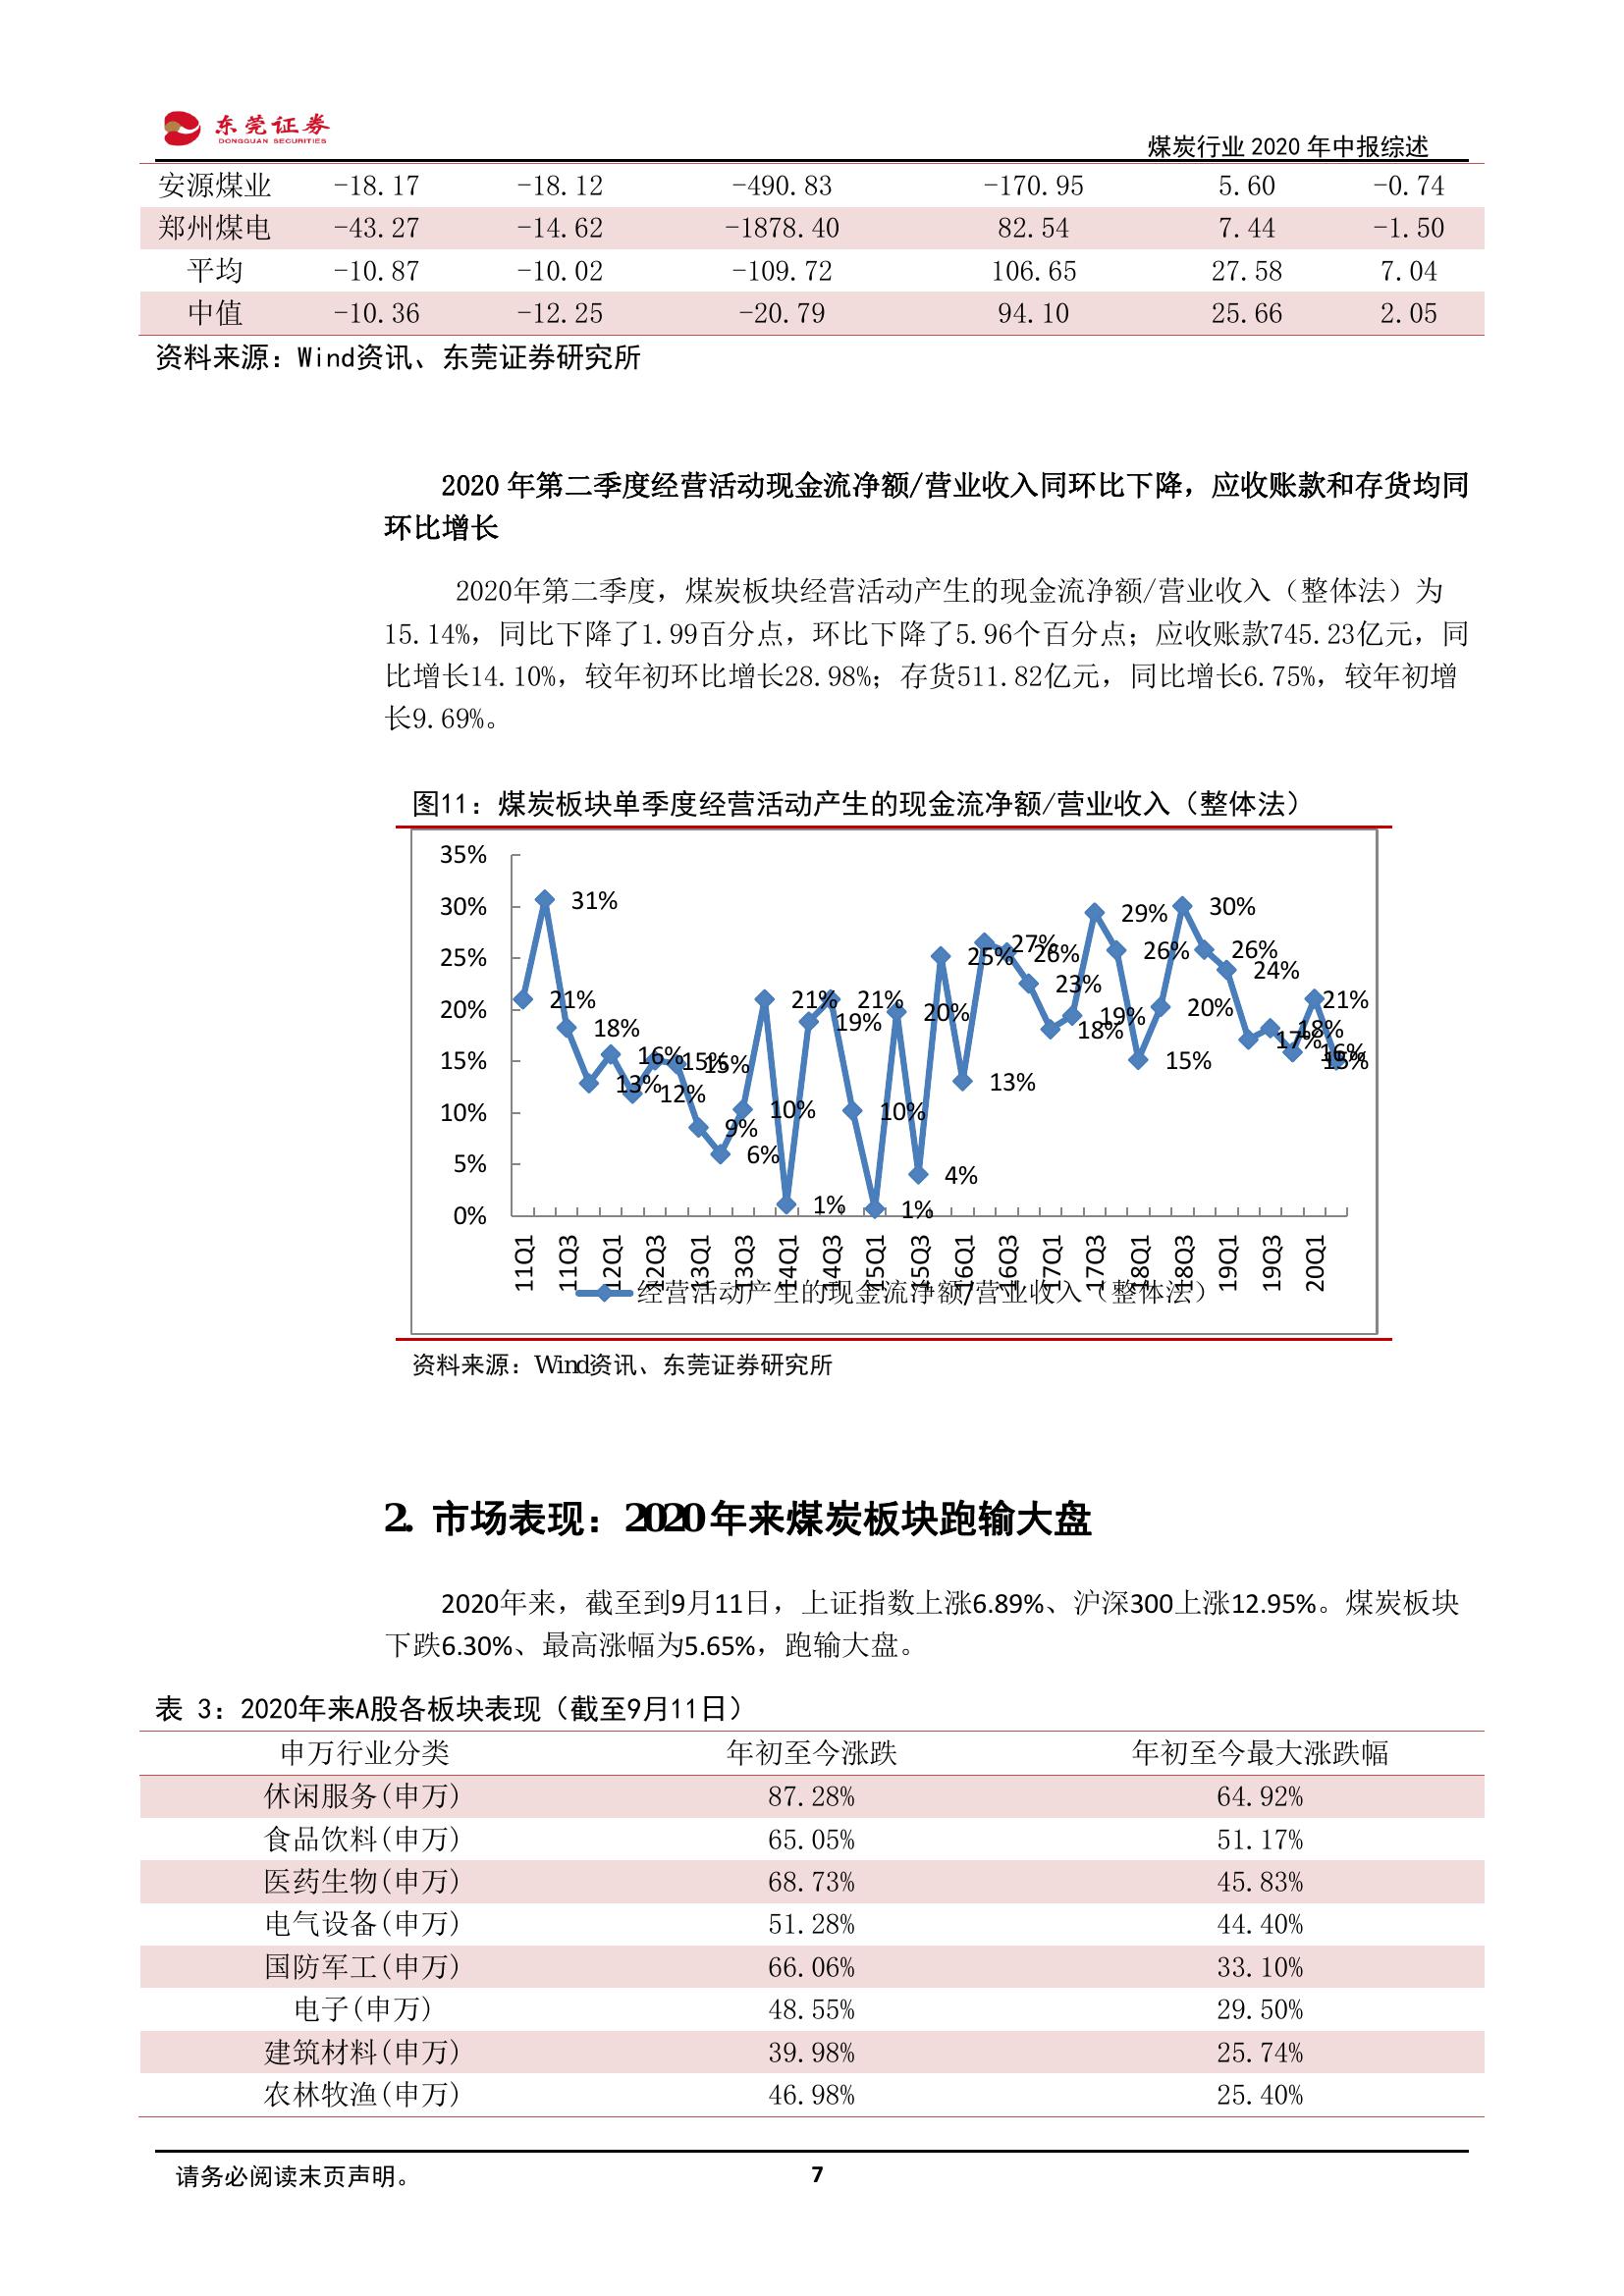 东莞证券
DONGGUAN SECURITIES
煤炭行业 2020 年中报综述
安源煤业 -18.17 -18.12 -490.83 -170.95 5.60 -0.74
郑州煤电 -43.27 -14.62 -1878.40 82.54 7.44 -1.50
平均 -10.87 -10.02 -109.72 106.65 27.58 7.04
中值 -10.36 -12.25 -20.79 94.10 25.66 2.05
资料来源：Wind资讯、东莞证券研究所
2020 年第二季度经营活动现金流净额/营业收入同环比下降，应收账款和存货均同
环比增长
2020年第二季度，煤炭板块经营活动产生的现金流净额/营业收入（整体法）为
15.14%，同比下降了1.99百分点，环比下降了5.96个百分点；应收账款745.23亿元，同
比增长14.10%，较年初环比增长28.98%；存货511.82亿元，同比增长6.75%，较年初增
长9.69%。
图11：煤炭板块单季度经营活动产生的现金流净额/营业收入（整体法）
35%
30%
25%
20%
15%
10%
5%
0%
21% 31% 18% 13% 16% 12% 15% 15% 9% 6% 10% 21% 1% 19% 21% 10% 1% 20% 4% 25% 13% 27% 26% 23% 18% 19% 29% 26% 15% 20% 30% 26% 24% 17% 18% 16% 21% 15%
11Q1 11Q3 12Q1 12Q3 13Q1 13Q3 14Q1 14Q3 15Q1 15Q3 16Q1 16Q3 17Q1 17Q3 18Q1 18Q3 19Q1 19Q3 20Q1
经营活动产生的现金流净额/营业收入（整体法）
资料来源：Wind资讯、东莞证券研究所
2. 市场表现：2020 年来煤炭板块跑输大盘
2020年来，截至到9月11日，上证指数上涨6.89%、沪深300上涨12.95%。煤炭板块
下跌6.30%、最高涨幅为5.65%，跑输大盘。
表 3：2020年来A股各板块表现（截至9月11日）
申万行业分类 年初至今涨跌 年初至今最大涨跌幅
休闲服务(申万) 87.28% 64.92%
食品饮料(申万) 65.05% 51.17%
医药生物(申万) 68.73% 45.83%
电气设备(申万) 51.28% 44.40%
国防军工(申万) 66.06% 33.10%
电子(申万) 48.55% 29.50%
建筑材料(申万) 39.98% 25.74%
农林牧渔(申万) 46.98% 25.40%
请务必阅读末页声明。
7